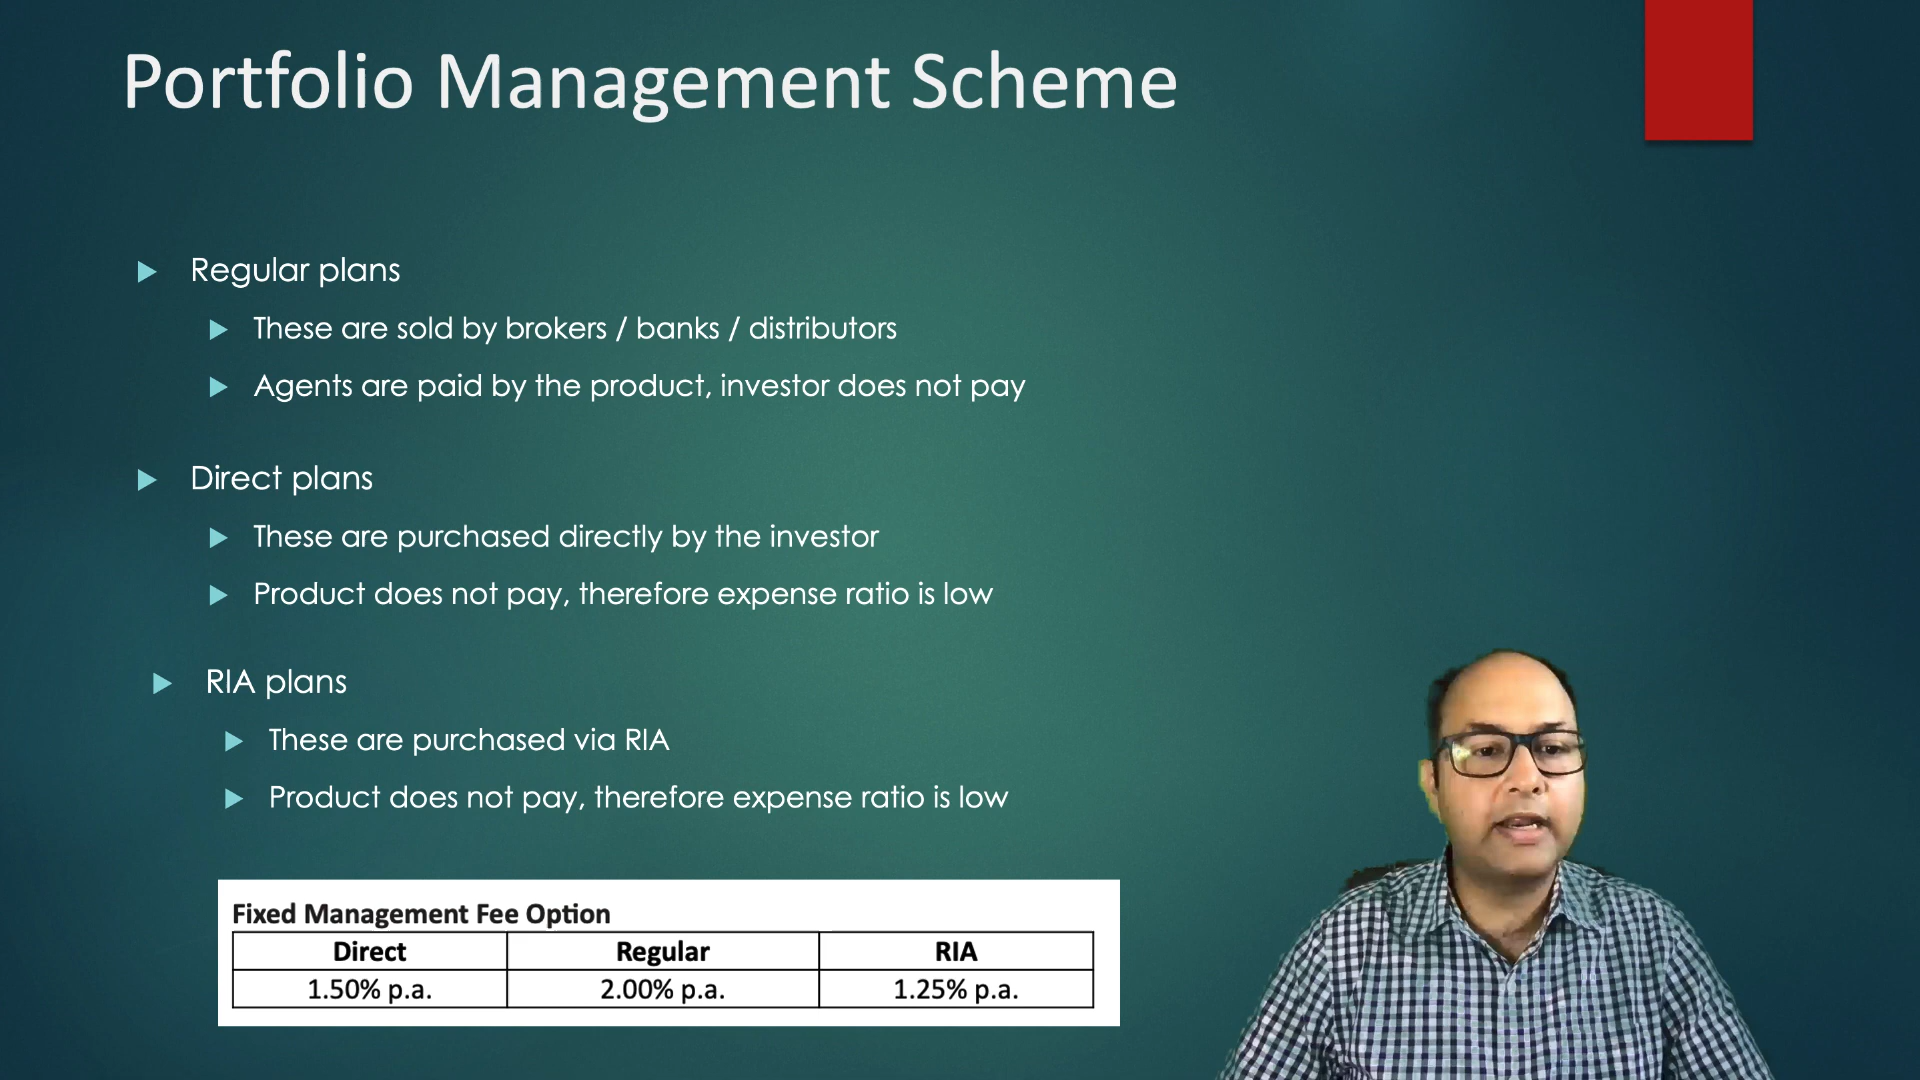 Portfolio Management Scheme
Regular plans
These are sold by brokers / banks / distributors
Agents are paid by the product, investor does not pay
Direct plans
These are purchased directly by the investor
Product does not pay, therefore expense ratio is low
RIA plans
These are purchased via RIA
Product does not pay, therefore expense ratio is low
Fixed Management Fee Option
Direct Regular RIA
1.50% p.a. 2.00% p.a. 1.25% p.a.